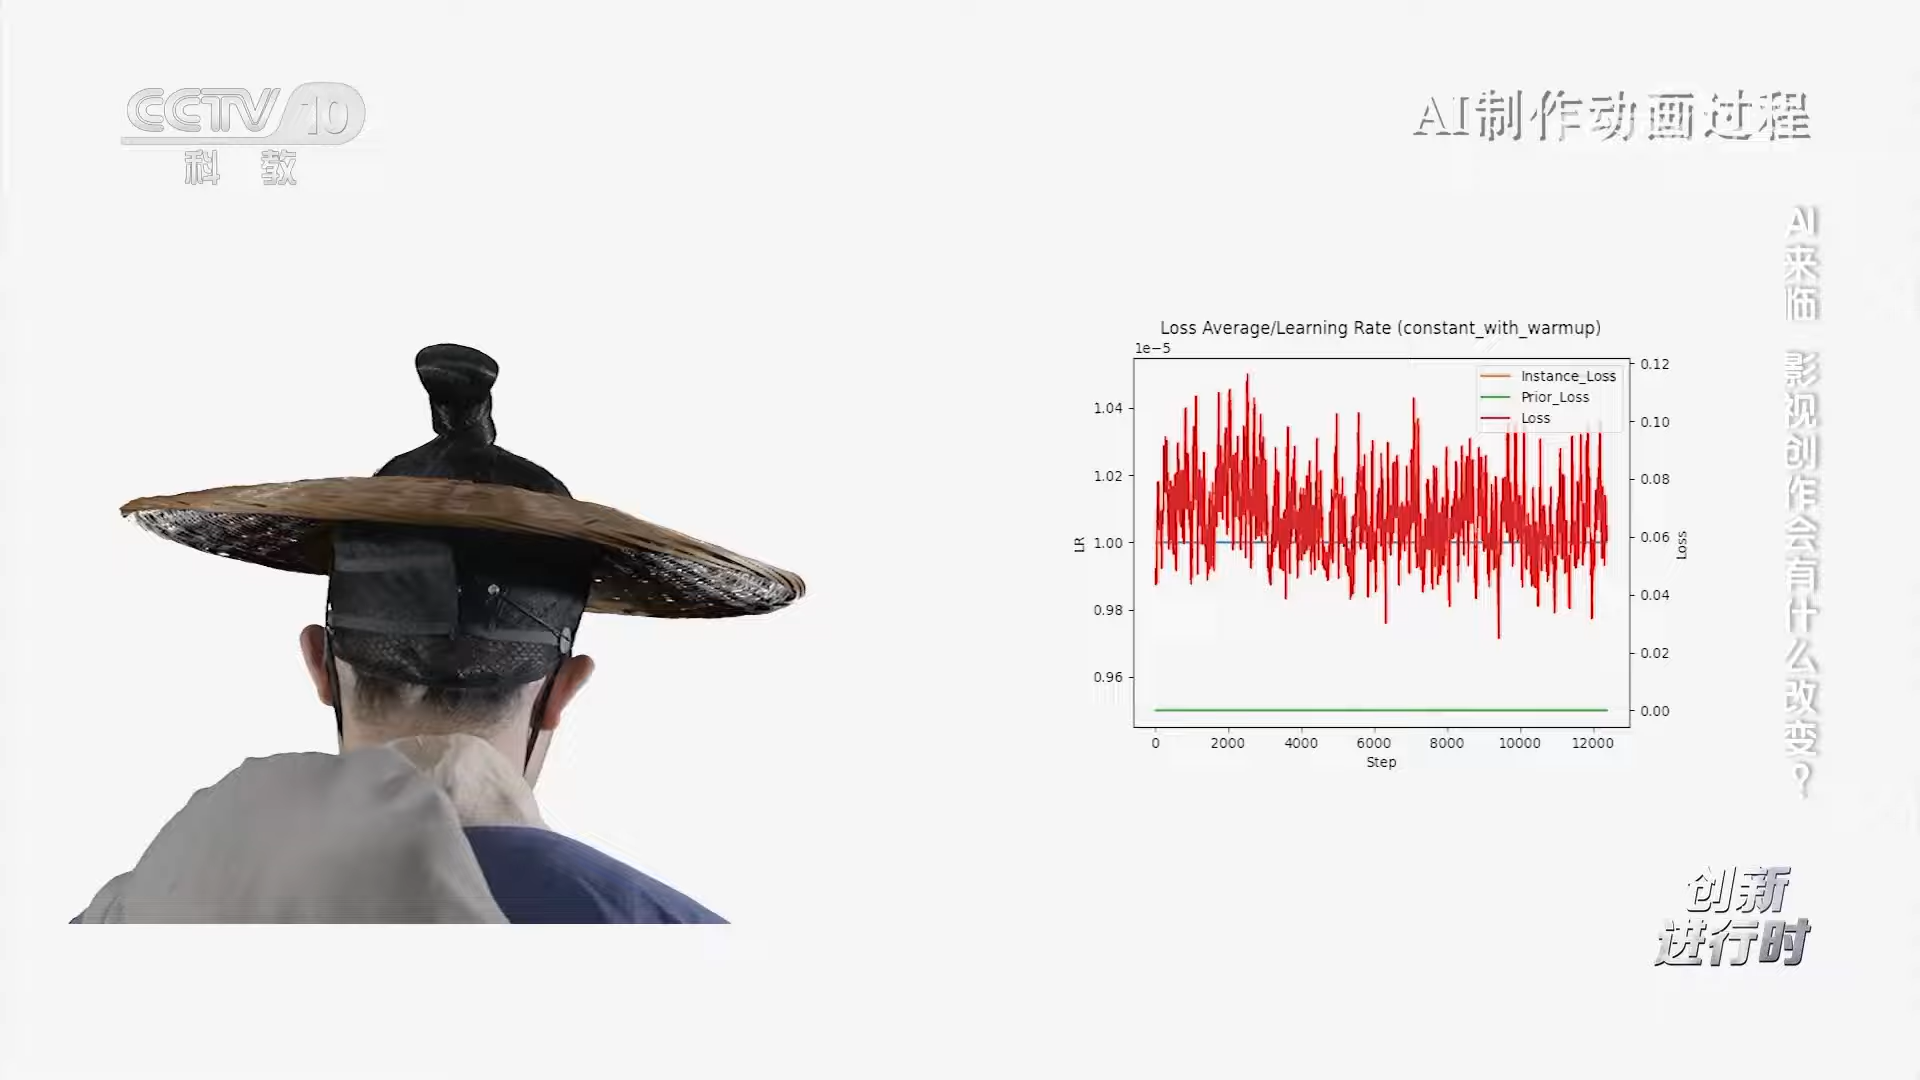 CCTV 10
科 教
AI制作动画过程
AI来临 影视创作会有什么改变?
Loss Average/Learning Rate (constant_with_warmup)
1e−5
Instance_Loss
Prior_Loss
Loss
1.04
1.02
1.00
0.98
0.96
LR
0.12
0.10
0.08
0.06
0.04
0.02
0.00
Loss
0 2000 4000 6000 8000 10000 12000
Step
创新
进行时